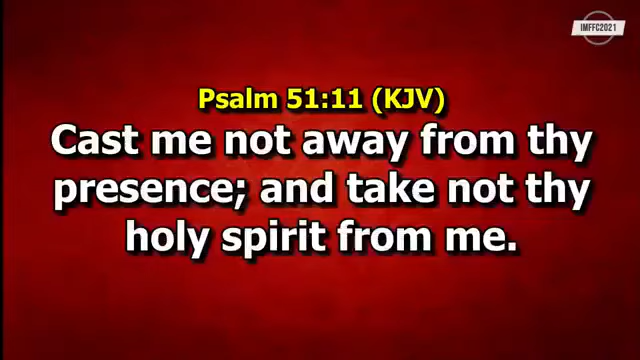 IMFFC2021
Psalm 51:11 (KJV)
Cast me not away from thy
presence; and take not thy
holy spirit from me.